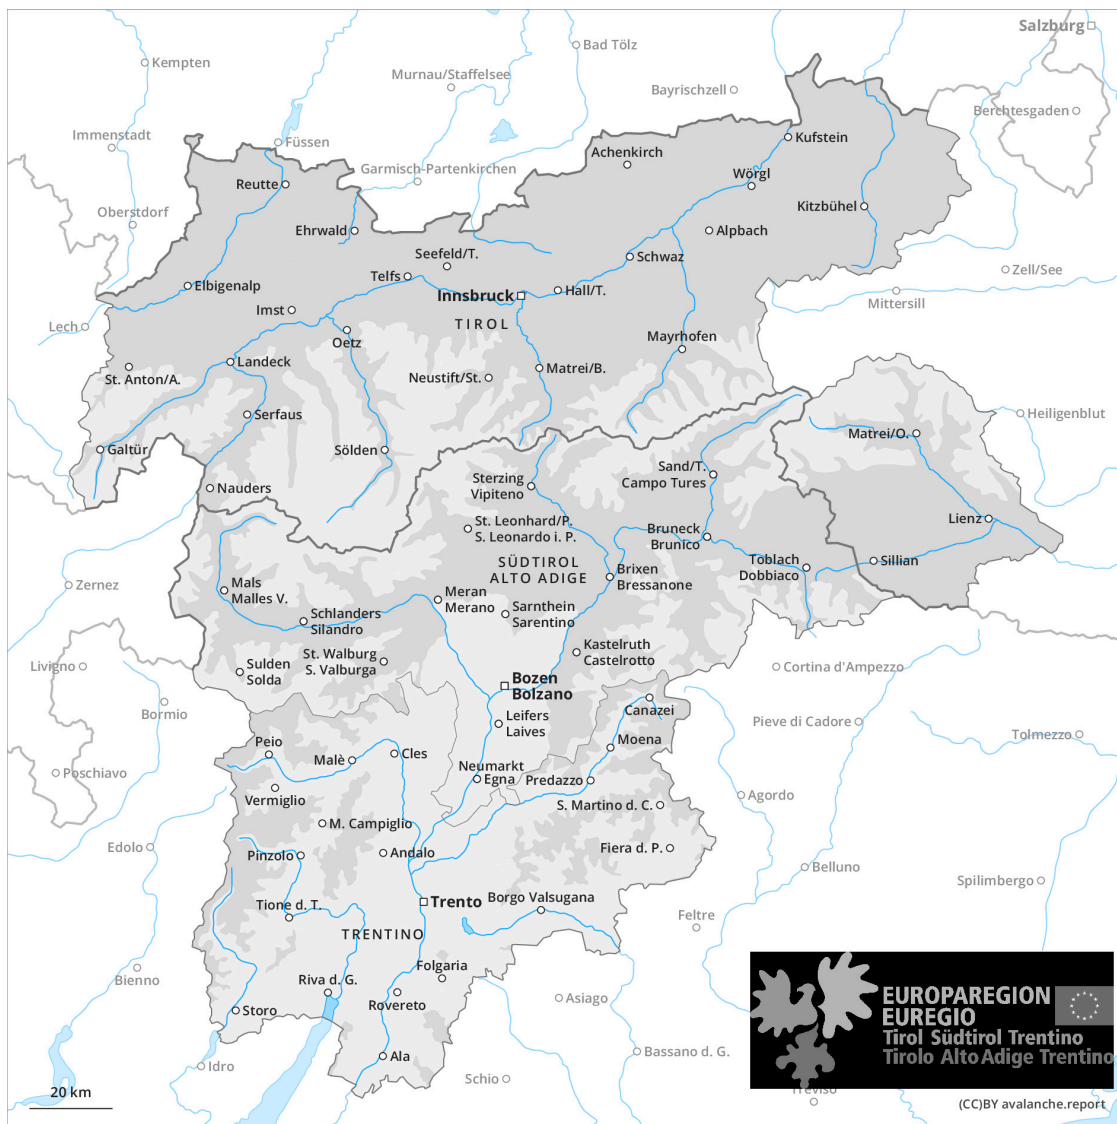 Salzburg
Bad Tölz
Kempten
Murnau/Staffelsee
Bayrischzell
Berchtesgaden
Immenstadt
Füssen
Kufstein
Achenkirch
Garmisch-Partenkirchen
Wörgl
Reutte
Oberstdorf
Kitzbühel
Ehrwald
Alpbach
Seefeld/T.
Schwaz
Zell/See
Telfs
Elbigenalp
Hall/T.
Innsbruck
Mittersill
Imst
TIROL
Lech
Oetz
Mayrhofen
Landeck
Matrei/B.
St. Anton/A.
Neustift/St.
Serfaus
Heiligenblut
Matrei/O.
Galtür
Sölden
Sand/T.
Campo Tures
Sterzing
Vipiteno
Nauders
Lienz
St. Leonhard/P.
S. Leonardo i. P.
Bruneck
Brunico
SÜDTIROL
ALTO ADIGE
Toblach
Dobbiaco
Sillian
Brixen
Bressanone
Zernez
Mals
Malles V.
Meran
Merano
Sarnthein
Sarentino
Schlanders
Silandro
Kastelruth
Castelrotto
St. Walburg
S. Valburga
Livigno
Sulden
Solda
Cortina d'Ampezzo
Bozen
Bolzano
Canazei
Bormio
Leifers
Laives
Pieve di Cadore
Tolmezzo
Moena
Peio
Cles
Malè
Neumarkt
Egna
Predazzo
Poschiavo
Vermiglio
Agordo
S. Martino d. C.
M. Campiglio
Edolo
Fiera d. P.
Pinzolo
Andalo
Belluno
Spilimbergo
Borgo Valsugana
Trento
Tione d. T.
Feltre
TRENTINO
Folgaria
Bienno
Riva d. G.
Rovereto
Asiago
Storo
EUROPAREGION
EUREGIO
Tirol Südtirol Trentino
Tirolo Alto Adige Trentino
Ala
Bassano d. G.
Idro
Schio
Treviso
20 km
(CC)BY avalanche.report